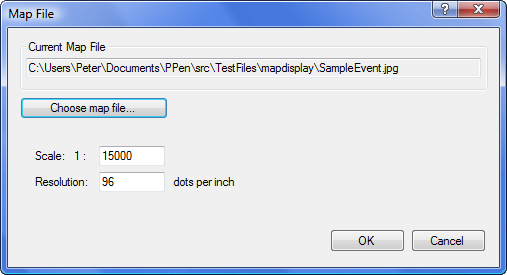 Map File
Current Map File
C:\Users\Peter\Documents\PPen\src\TestFiles\mapdisplay\SampleEvent.jpg
Choose map file...
Scale: 1 : 15000
Resolution: 96 dots per inch
OK Cancel